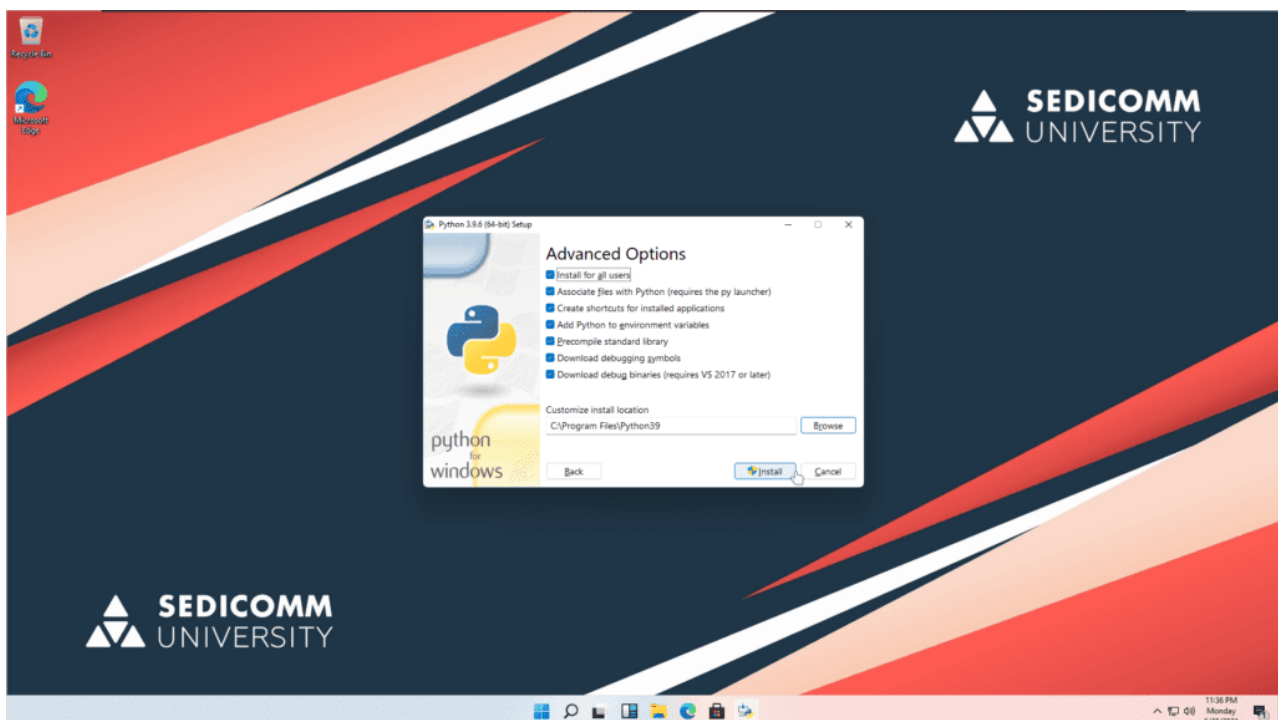 Recycle Bin
Microsoft
Edge
SEDICOMM
UNIVERSITY
Python 3.9.6 (64-bit) Setup
Advanced Options
Install for all users
Associate files with Python (requires the py launcher)
Create shortcuts for installed applications
Add Python to environment variables
Precompile standard library
Download debugging symbols
Download debug binaries (requires VS 2017 or later)
Customize install location
C:\Program Files\Python39
Browse
python
for
windows
Back
Install
Cancel
SEDICOMM
UNIVERSITY
11:36 PM
Monday